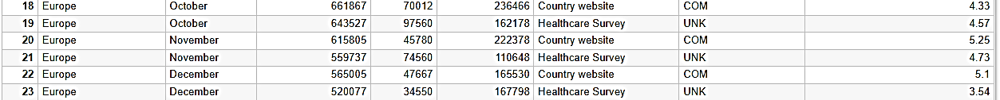 18 Europe October 661867 70012 236466 Country website COM 4.33
19 Europe October 643527 97560 162178 Healthcare Survey UNK 4.57
20 Europe November 615805 45780 222378 Country website COM 5.25
21 Europe November 559737 74560 110648 Healthcare Survey UNK 4.73
22 Europe December 565005 47667 165530 Country website COM 5.1
23 Europe December 520077 34550 167798 Healthcare Survey UNK 3.54